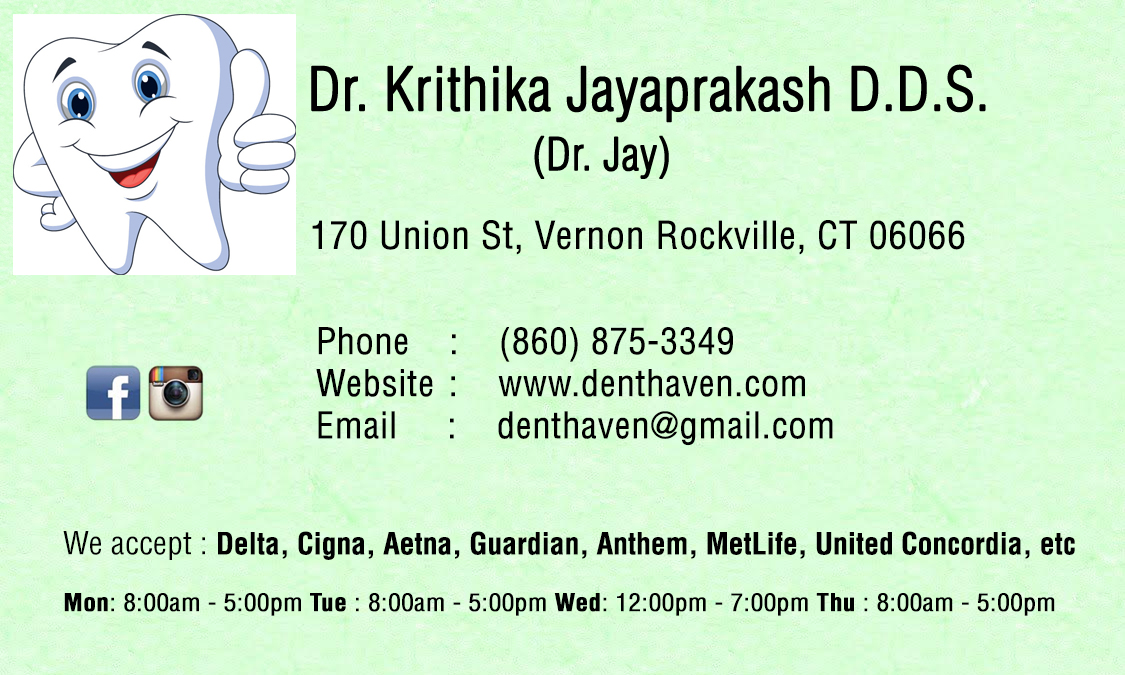 Dr. Krithika Jayaprakash D.D.S.
(Dr. Jay)
170 Union St, Vernon Rockville, CT 06066
Phone : (860) 875-3349
Website : www.denthaven.com
Email : denthaven@gmail.com
We accept : Delta, Cigna, Aetna, Guardian, Anthem, MetLife, United Concordia, etc
Mon: 8:00am - 5:00pm Tue : 8:00am - 5:00pm Wed: 12:00pm - 7:00pm Thu : 8:00am - 5:00pm